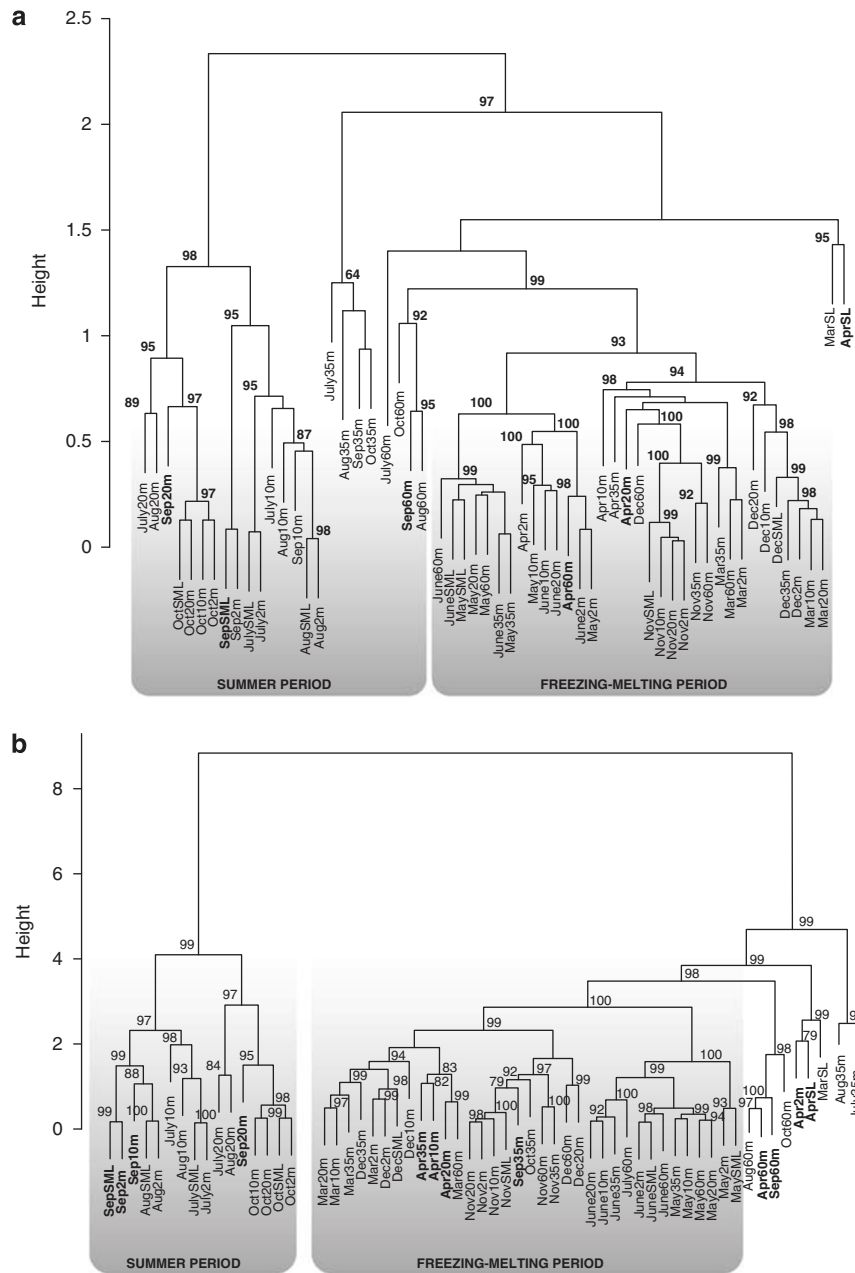 a
2.5
2
1.5
1
0.5
0
Height
97
98
95
64
99
95
95
92
97
89
95
93
94
95
87
100
98
92
100
100
98
99
95
98
100
99
92
99
98
97
98
100
99
July20m
Aug20m
Sep20m
OctSML
Oct20m
Oct10m
Oct2m
SepSML
Sep2m
JulySML
July2m
July10m
Aug10m
Sep10m
AugSML
Aug2m
July35m
Aug35m
Sep35m
Oct35m
July60m
Oct60m
Sep60m
Aug60m
June60m
JuneSML
MaySML
May20m
May60m
June35m
May35m
Apr2m
May10m
June10m
June20m
Apr60m
June2m
May2m
Apr10m
Apr35m
Apr20m
Dec60m
NovSML
Nov10m
Nov20m
Nov2m
Nov35m
Nov60m
Mar35m
Mar60m
Mar2m
Dec20m
Dec10m
DecSML
Dec35m
Dec2m
Mar10m
Mar20m
MarSL
AprSL
SUMMER PERIOD
FREEZING-MELTING PERIOD
b
8
6
4
2
0
Height
99
99
99
98
97
100
97
99
99
98
94
92
97
100
99
79
99
88
93
84
95
99
98
83
82
79
99
100
98
98
99
100
100
98
99
97
99
99
98
100
100
92
98
99
94
93
97
100
SepSML
Sep2m
Sep10m
AugSML
Aug2m
July10m
Aug10m
JulySML
July2m
July20m
Aug20m
Sep20m
Oct10m
Oct20m
OctSML
Oct2m
Mar20m
Mar10m
Mar35m
Dec35m
Mar2m
Dec2m
DecSML
Dec10m
Apr35m
Apr10m
Apr20m
Mar60m
Nov20m
Nov2m
Nov10m
NovSML
Sep35m
Oct35m
Nov60m
Nov35m
Dec60m
Dec20m
June20m
June10m
June35m
July60m
June2m
JuneSML
June60m
May35m
May10m
May60m
May20m
May2m
MaySML
Aug60m
Apr60m
Sep60m
Oct60m
Apr2m
AprSL
MarSL
Aug35m
SUMMER PERIOD
FREEZING-MELTING PERIOD